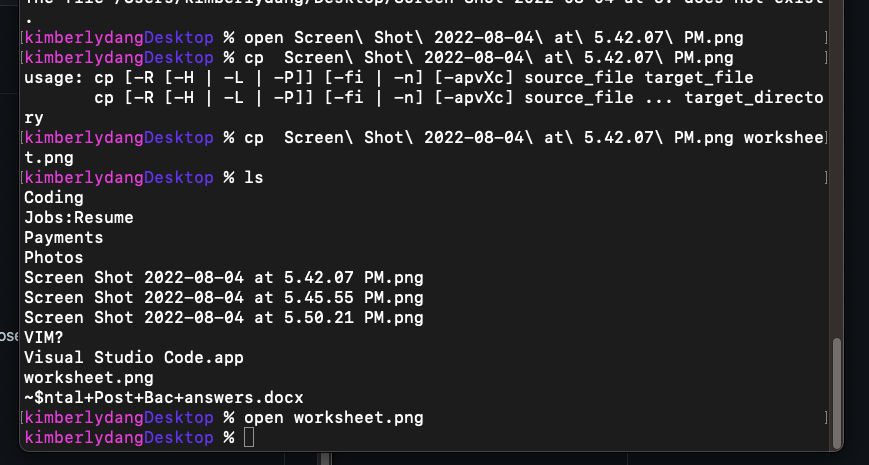 The file /Users/kimberlydang/Desktop/Screen Shot 2022-08-04 at 5. does not exist
.
[kimberlydangDesktop % open Screen\ Shot\ 2022-08-04\ at\ 5.42.07\ PM.png ]
[kimberlydangDesktop % cp  Screen\ Shot\ 2022-08-04\ at\ 5.42.07\ PM.png ]
usage: cp [-R [-H | -L | -P]] [-fi | -n] [-apvXc] source_file target_file
       cp [-R [-H | -L | -P]] [-fi | -n] [-apvXc] source_file ... target_directo
ry
[kimberlydangDesktop % cp  Screen\ Shot\ 2022-08-04\ at\ 5.42.07\ PM.png workshee]
t.png
[kimberlydangDesktop % ls ]
Coding
Jobs:Resume
Payments
Photos
Screen Shot 2022-08-04 at 5.42.07 PM.png
Screen Shot 2022-08-04 at 5.45.55 PM.png
Screen Shot 2022-08-04 at 5.50.21 PM.png
VIM?
Visual Studio Code.app
worksheet.png
~$ntal+Post+Bac+answers.docx
[kimberlydangDesktop % open worksheet.png ]
kimberlydangDesktop %